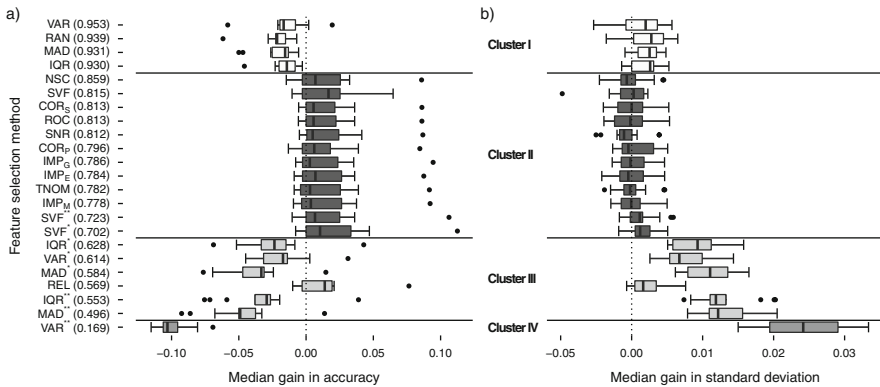 a)
b)
Feature selection method
VAR (0.953)
RAN (0.939)
MAD (0.931)
IQR (0.930)
NSC (0.859)
SVF (0.815)
CORS (0.813)
ROC (0.813)
SNR (0.812)
CORP (0.796)
IMPG (0.786)
IMPE (0.784)
TNOM (0.782)
IMPM (0.778)
SVF** (0.723)
SVF* (0.702)
IQR* (0.628)
VAR* (0.614)
MAD* (0.584)
REL (0.569)
IQR** (0.553)
MAD** (0.496)
VAR** (0.169)
Cluster I
Cluster II
Cluster III
Cluster IV
−0.10 −0.05 0.00 0.05 0.10
Median gain in accuracy
−0.05 0.00 0.01 0.02 0.03
Median gain in standard deviation